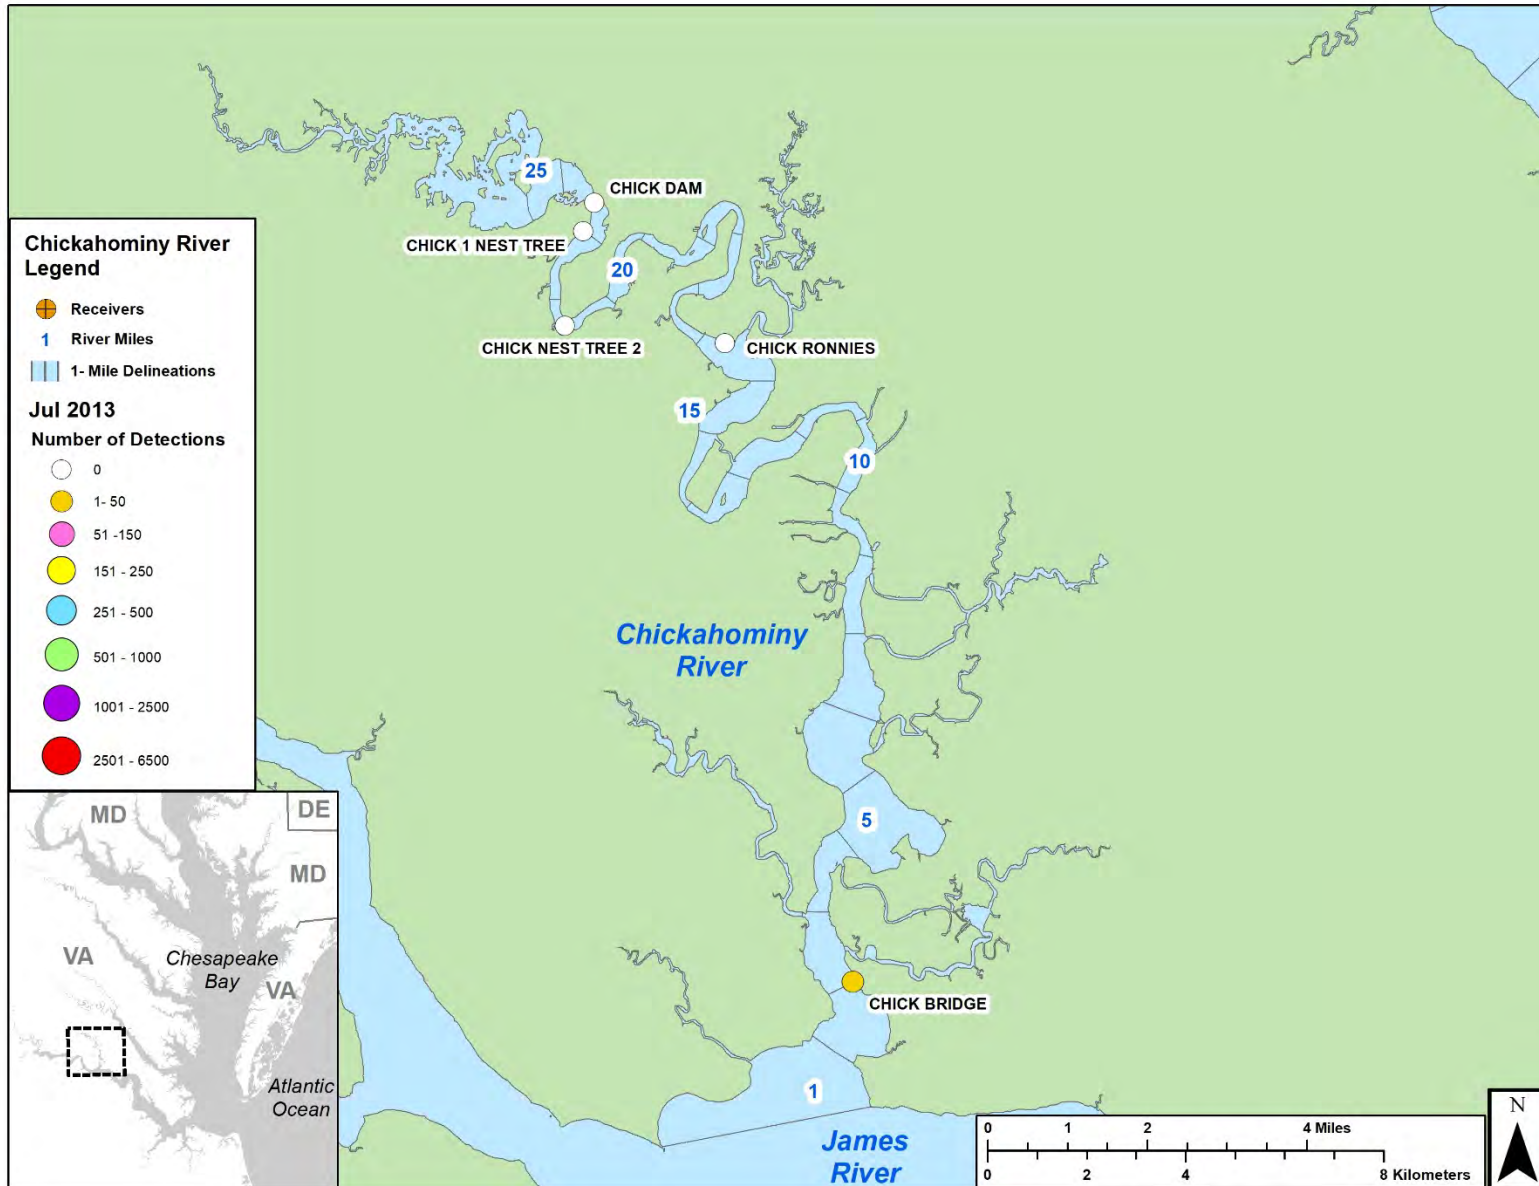 25
CHICK DAM
CHICK 1 NEST TREE
20
CHICK NEST TREE 2
CHICK RONNIES
15
10
Chickahominy
River
5
CHICK BRIDGE
1
James
River
Chickahominy River
Legend
Receivers
1 River Miles
1- Mile Delineations
Jul 2013
Number of Detections
0
1- 50
51 -150
151 - 250
251 - 500
501 - 1000
1001 - 2500
2501 - 6500
MD
DE
MD
VA
Chesapeake
Bay
VA
Atlantic
Ocean
0 1 2 4 Miles
0 2 4 8 Kilometers
N